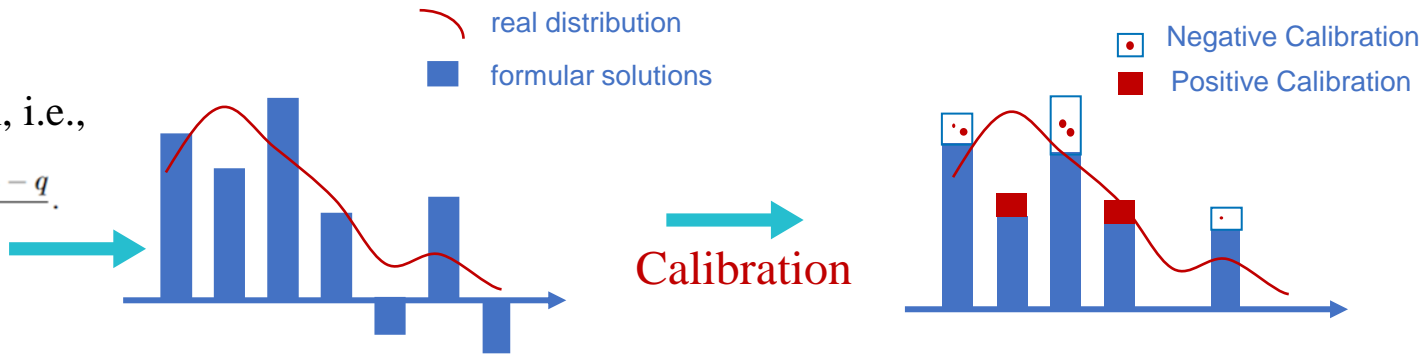 real distribution
formular solutions
, i.e.,
− q
.
Calibration
Negative Calibration
Positive Calibration